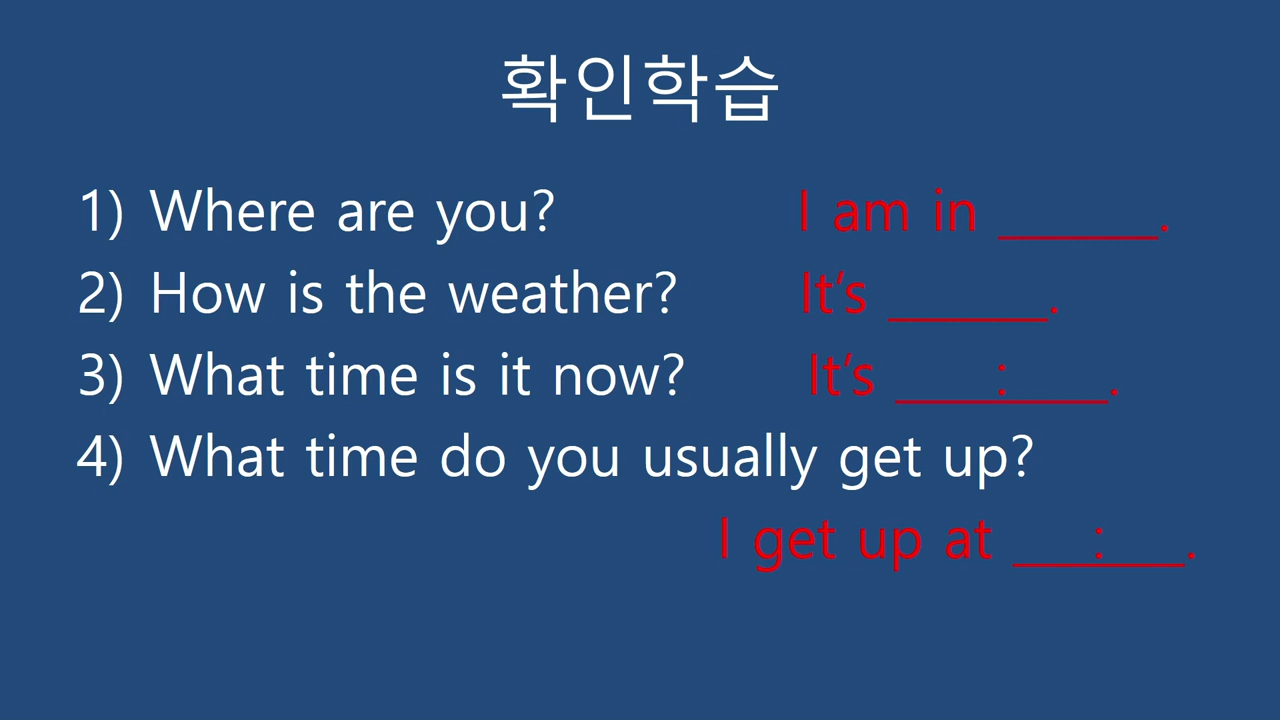 확인학습
1) Where are you? I am in ______.
2) How is the weather? It’s ______.
3) What time is it now? It’s ____:____.
4) What time do you usually get up?
I get up at ___:___.